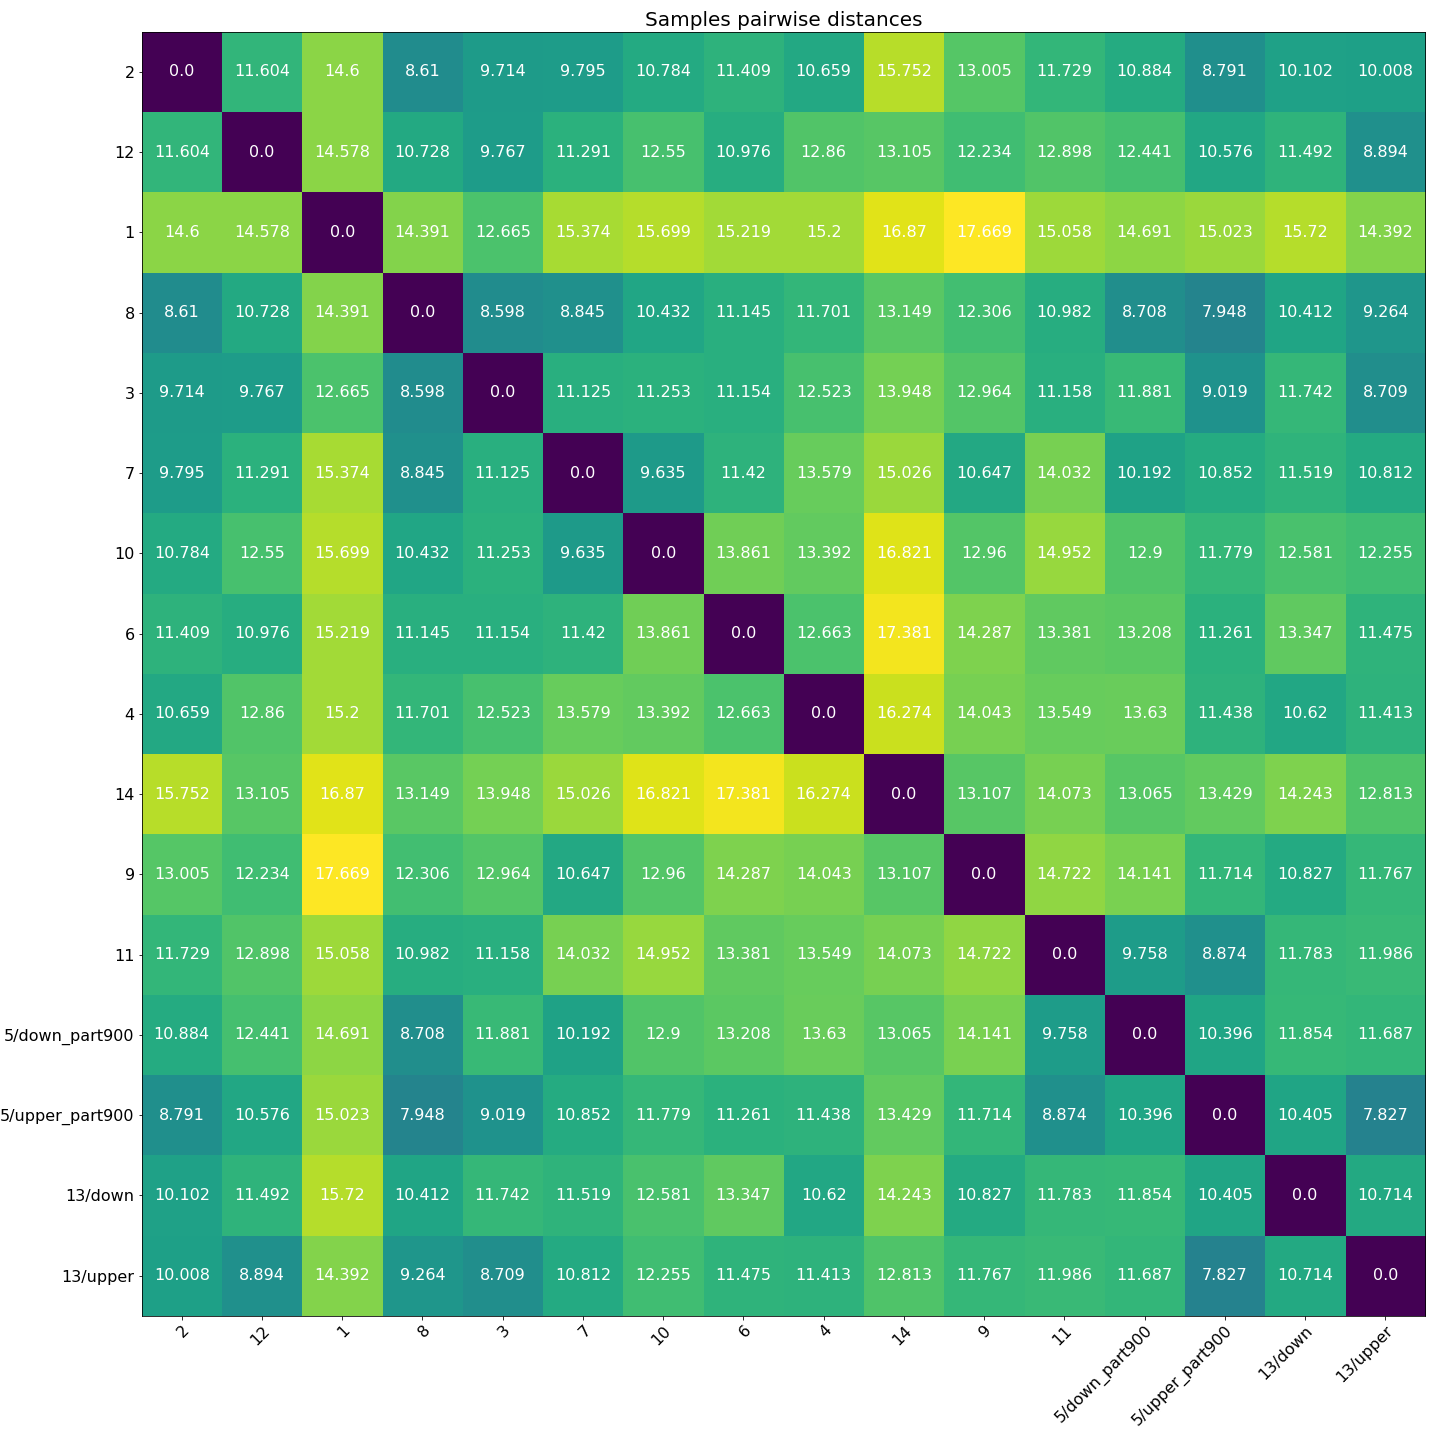 Samples pairwise distances
2 0.0 11.604 14.6 8.61 9.714 9.795 10.784 11.409 10.659 15.752 13.005 11.729 10.884 8.791 10.102 10.008
12 11.604 0.0 14.578 10.728 9.767 11.291 12.55 10.976 12.86 13.105 12.234 12.898 12.441 10.576 11.492 8.894
1 14.6 14.578 0.0 14.391 12.665 15.374 15.699 15.219 15.2 16.87 17.669 15.058 14.691 15.023 15.72 14.392
8 8.61 10.728 14.391 0.0 8.598 8.845 10.432 11.145 11.701 13.149 12.306 10.982 8.708 7.948 10.412 9.264
3 9.714 9.767 12.665 8.598 0.0 11.125 11.253 11.154 12.523 13.948 12.964 11.158 11.881 9.019 11.742 8.709
7 9.795 11.291 15.374 8.845 11.125 0.0 9.635 11.42 13.579 15.026 10.647 14.032 10.192 10.852 11.519 10.812
10 10.784 12.55 15.699 10.432 11.253 9.635 0.0 13.861 13.392 16.821 12.96 14.952 12.9 11.779 12.581 12.255
6 11.409 10.976 15.219 11.145 11.154 11.42 13.861 0.0 12.663 17.381 14.287 13.381 13.208 11.261 13.347 11.475
4 10.659 12.86 15.2 11.701 12.523 13.579 13.392 12.663 0.0 16.274 14.043 13.549 13.63 11.438 10.62 11.413
14 15.752 13.105 16.87 13.149 13.948 15.026 16.821 17.381 16.274 0.0 13.107 14.073 13.065 13.429 14.243 12.813
9 13.005 12.234 17.669 12.306 12.964 10.647 12.96 14.287 14.043 13.107 0.0 14.722 14.141 11.714 10.827 11.767
11 11.729 12.898 15.058 10.982 11.158 14.032 14.952 13.381 13.549 14.073 14.722 0.0 9.758 8.874 11.783 11.986
5/down_part900 10.884 12.441 14.691 8.708 11.881 10.192 12.9 13.208 13.63 13.065 14.141 9.758 0.0 10.396 11.854 11.687
5/upper_part900 8.791 10.576 15.023 7.948 9.019 10.852 11.779 11.261 11.438 13.429 11.714 8.874 10.396 0.0 10.405 7.827
13/down 10.102 11.492 15.72 10.412 11.742 11.519 12.581 13.347 10.62 14.243 10.827 11.783 11.854 10.405 0.0 10.714
13/upper 10.008 8.894 14.392 9.264 8.709 10.812 12.255 11.475 11.413 12.813 11.767 11.986 11.687 7.827 10.714 0.0
2 12 1 8 3 7 10 6 4 14 9 11 5/down_part900 5/upper_part900 13/down 13/upper